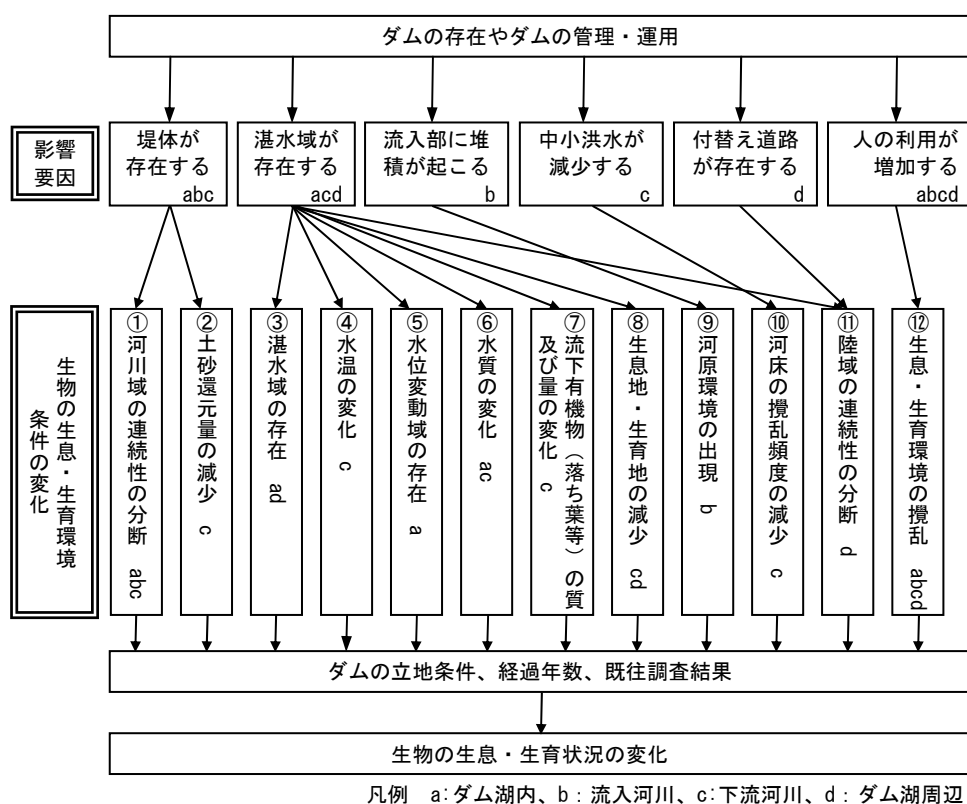 ダムの存在やダムの管理・運用
影響
要因
堤体が
存在する
abc
湛水域が
存在する
acd
流入部に堆
積が起こる
b
中小洪水が
減少する
c
付替え道路
が存在する
d
人の利用が
増加する
abcd
生物の生息・生育環境
条件の変化
①河川域の連続性の分断 abc
②土砂還元量の減少 c
③湛水域の存在 ad
④水温の変化 c
⑤水位変動域の存在 a
⑥水質の変化 ac
⑦流下有機物（落ち葉等）の質
及び量の変化 c
⑧生息地・生育地の減少 cd
⑨河原環境の出現 b
⑩河床の攪乱頻度の減少 c
⑪陸域の連続性の分断 d
⑫生息・生育環境の攪乱 abcd
ダムの立地条件、経過年数、既往調査結果
生物の生息・生育状況の変化
凡例 a:ダム湖内、b：流入河川、c:下流河川、d：ダム湖周辺